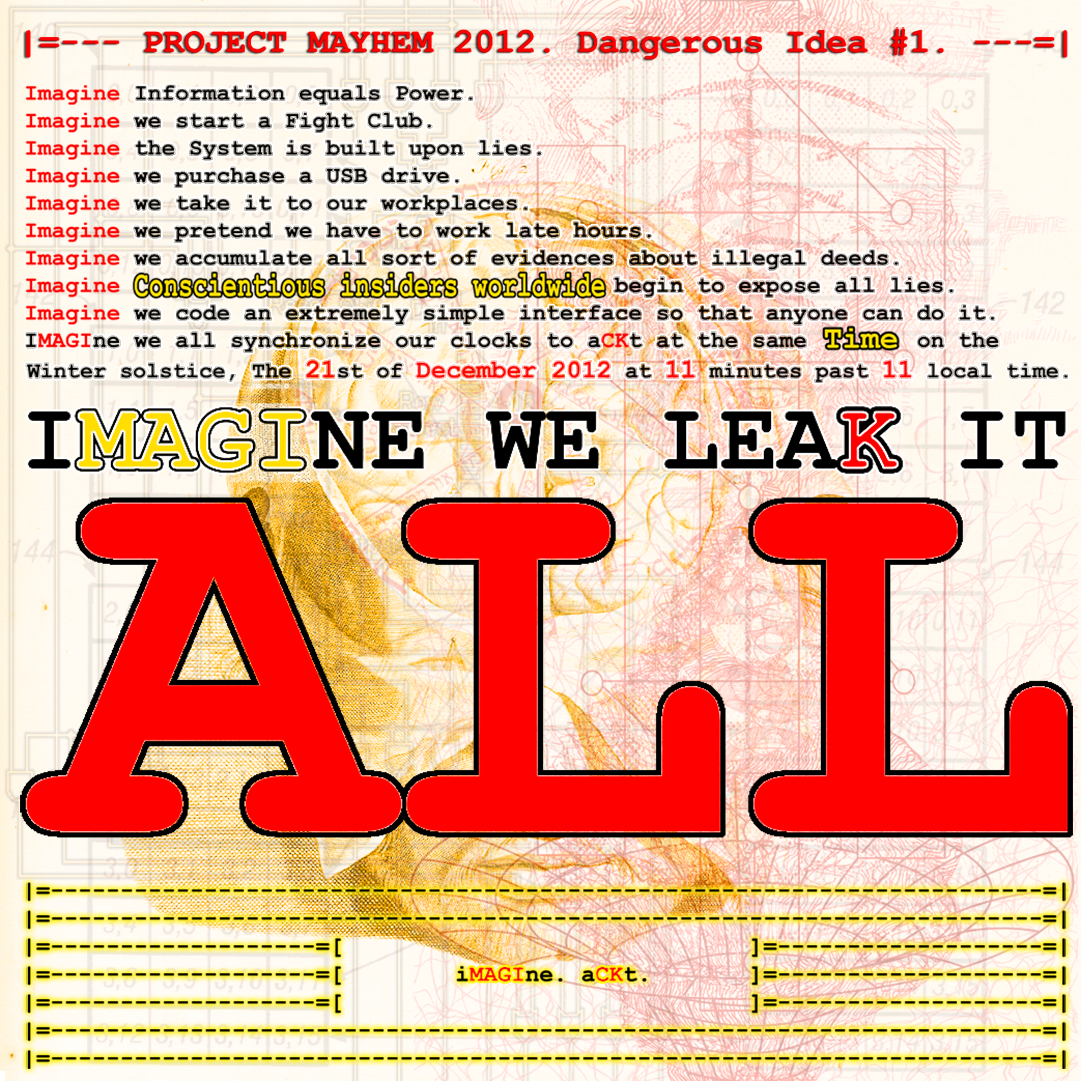 |=--- PROJECT MAYHEM 2012. Dangerous Idea #1. ---=|
Imagine Information equals Power.
Imagine we start a Fight Club.
Imagine the System is built upon lies.
Imagine we purchase a USB drive.
Imagine we take it to our workplaces.
Imagine we pretend we have to work late hours.
Imagine we accumulate all sort of evidences about illegal deeds.
Imagine Conscientious insiders worldwide begin to expose all lies.
Imagine we code an extremely simple interface so that anyone can do it.
IMAGIne we all synchronize our clocks to aCKt at the same Time on the
Winter solstice, The 21st of December 2012 at 11 minutes past 11 local time.
IMAGINE WE LEAK IT
ALL
iMAGIne. aCKt.
142
144
144